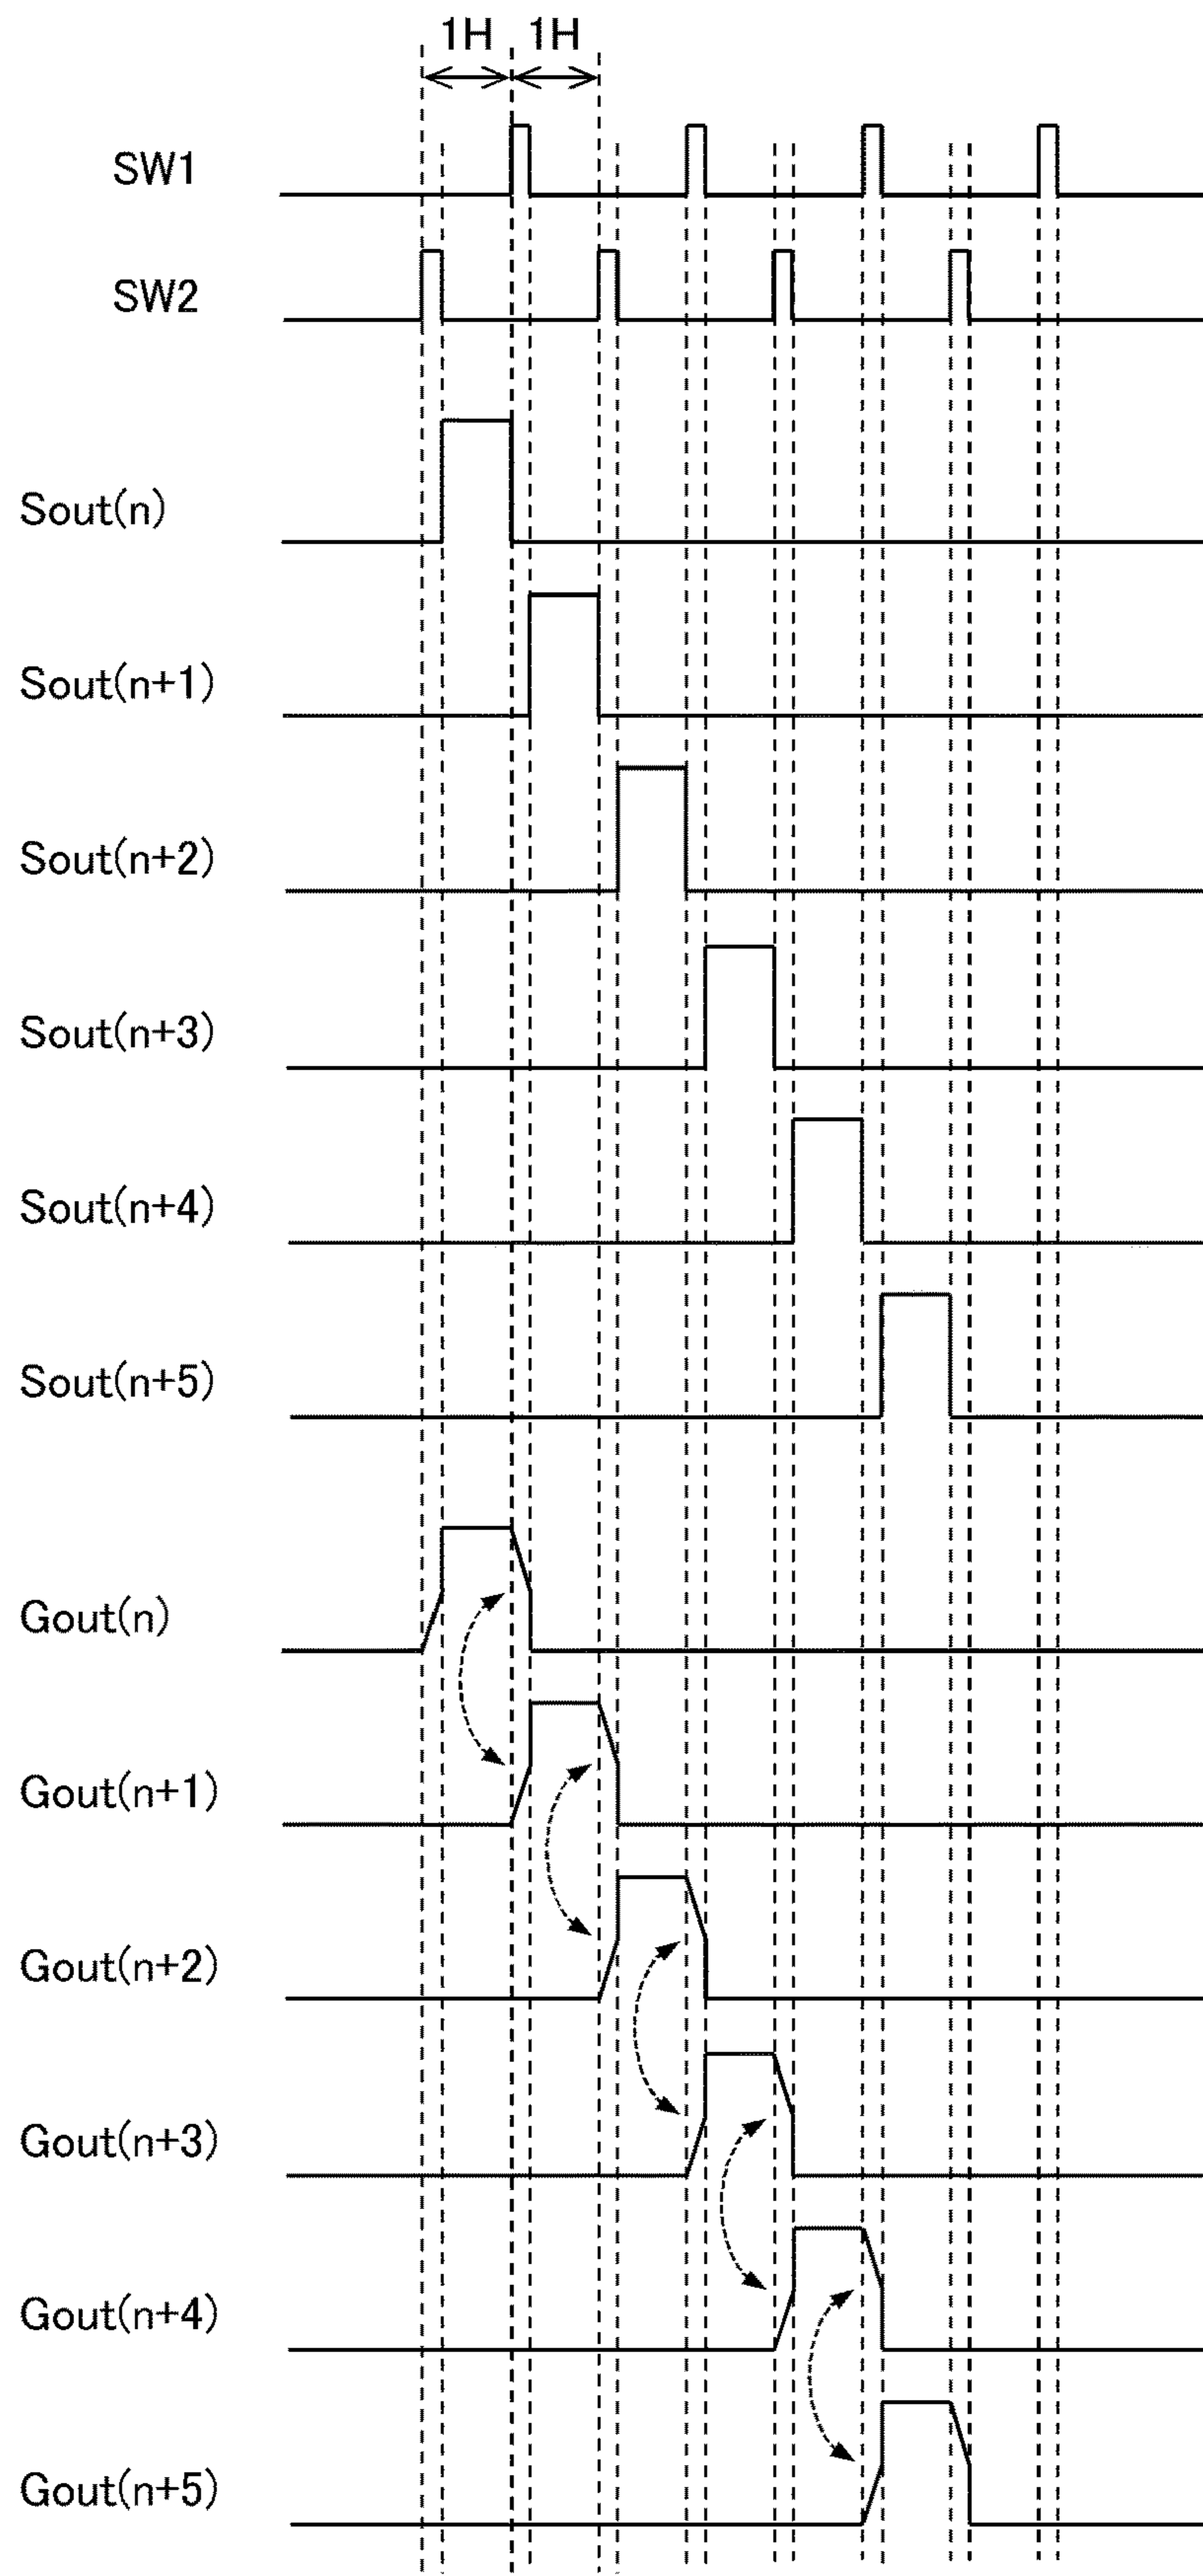 1H 1H
SW1
SW2
Sout(n)
Sout(n+1)
Sout(n+2)
Sout(n+3)
Sout(n+4)
Sout(n+5)
Gout(n)
Gout(n+1)
Gout(n+2)
Gout(n+3)
Gout(n+4)
Gout(n+5)